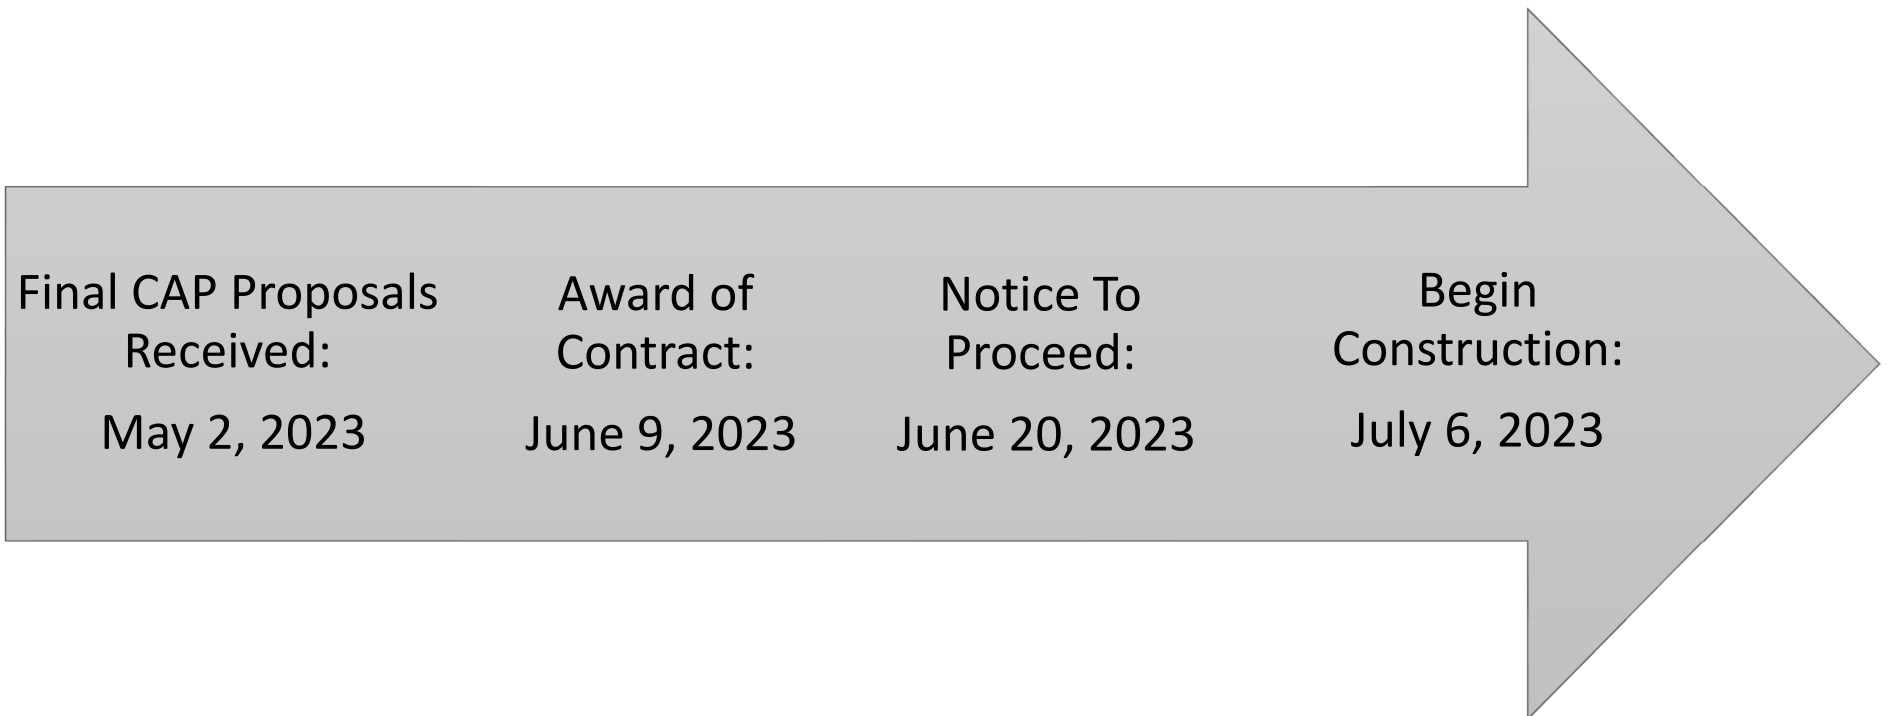 Final CAP Proposals
Received:
May 2, 2023
Award of
Contract:
June 9, 2023
Notice To
Proceed:
June 20, 2023
Begin
Construction:
July 6, 2023